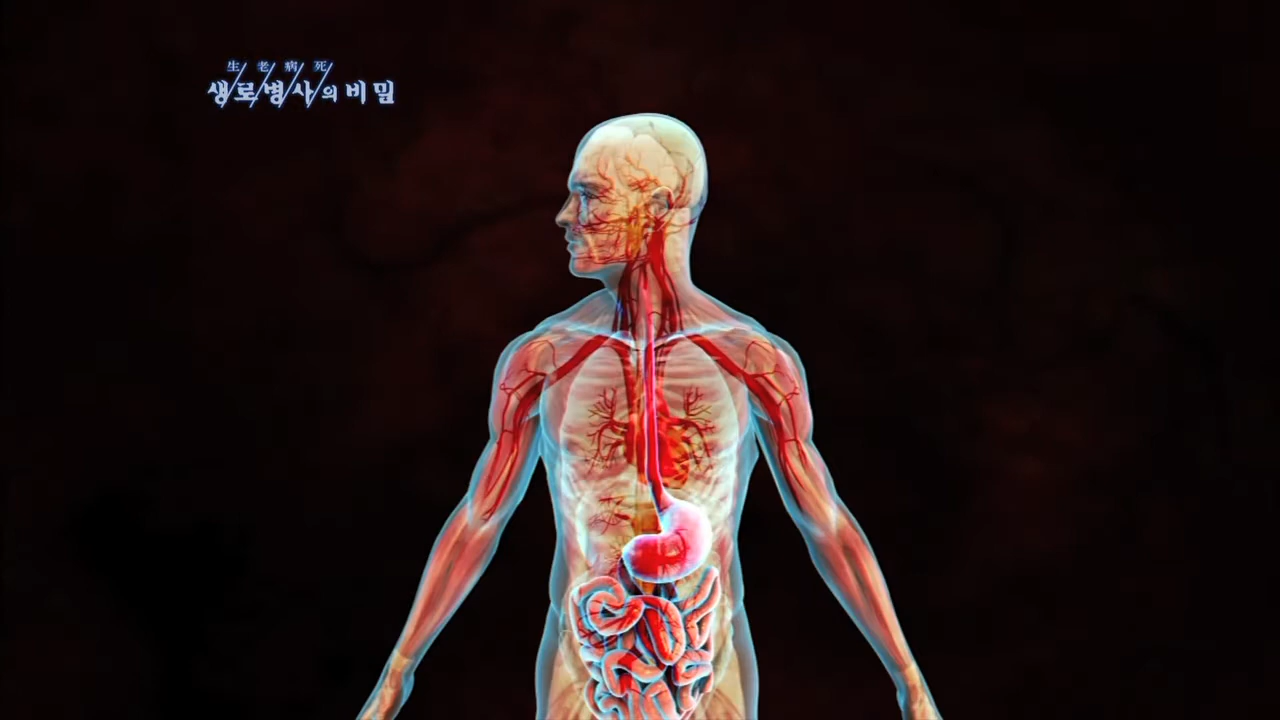 生 老 病 死
생로병사의 비밀